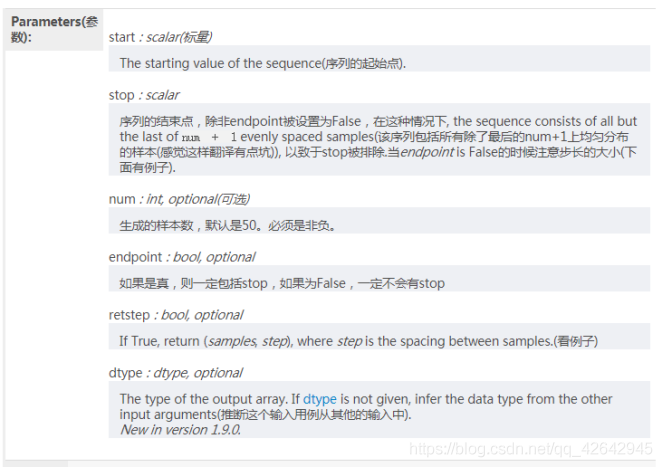 Parameters(参
数):
start : scalar(标量)
The starting value of the sequence(序列的起始点).
stop : scalar
序列的结束点，除非endpoint被设置为False，在这种情况下, the sequence consists of all but
the last of num + 1 evenly spaced samples(该序列包括所有除了最后的num+1上均匀分布
的样本(感觉这样翻译有点坑)), 以致于stop被排除.当endpoint is False的时候注意步长的大小(下
面有例子).
num : int, optional(可选)
生成的样本数，默认是50。必须是非负。
endpoint : bool, optional
如果是真，则一定包括stop，如果为False，一定不会有stop
retstep : bool, optional
If True, return (samples, step), where step is the spacing between samples.(看例子)
dtype : dtype, optional
The type of the output array. If dtype is not given, infer the data type from the other
input arguments(推断这个输入用例从其他的输入中).
New in version 1.9.0.
https://blog.csdn.net/qq_42642945